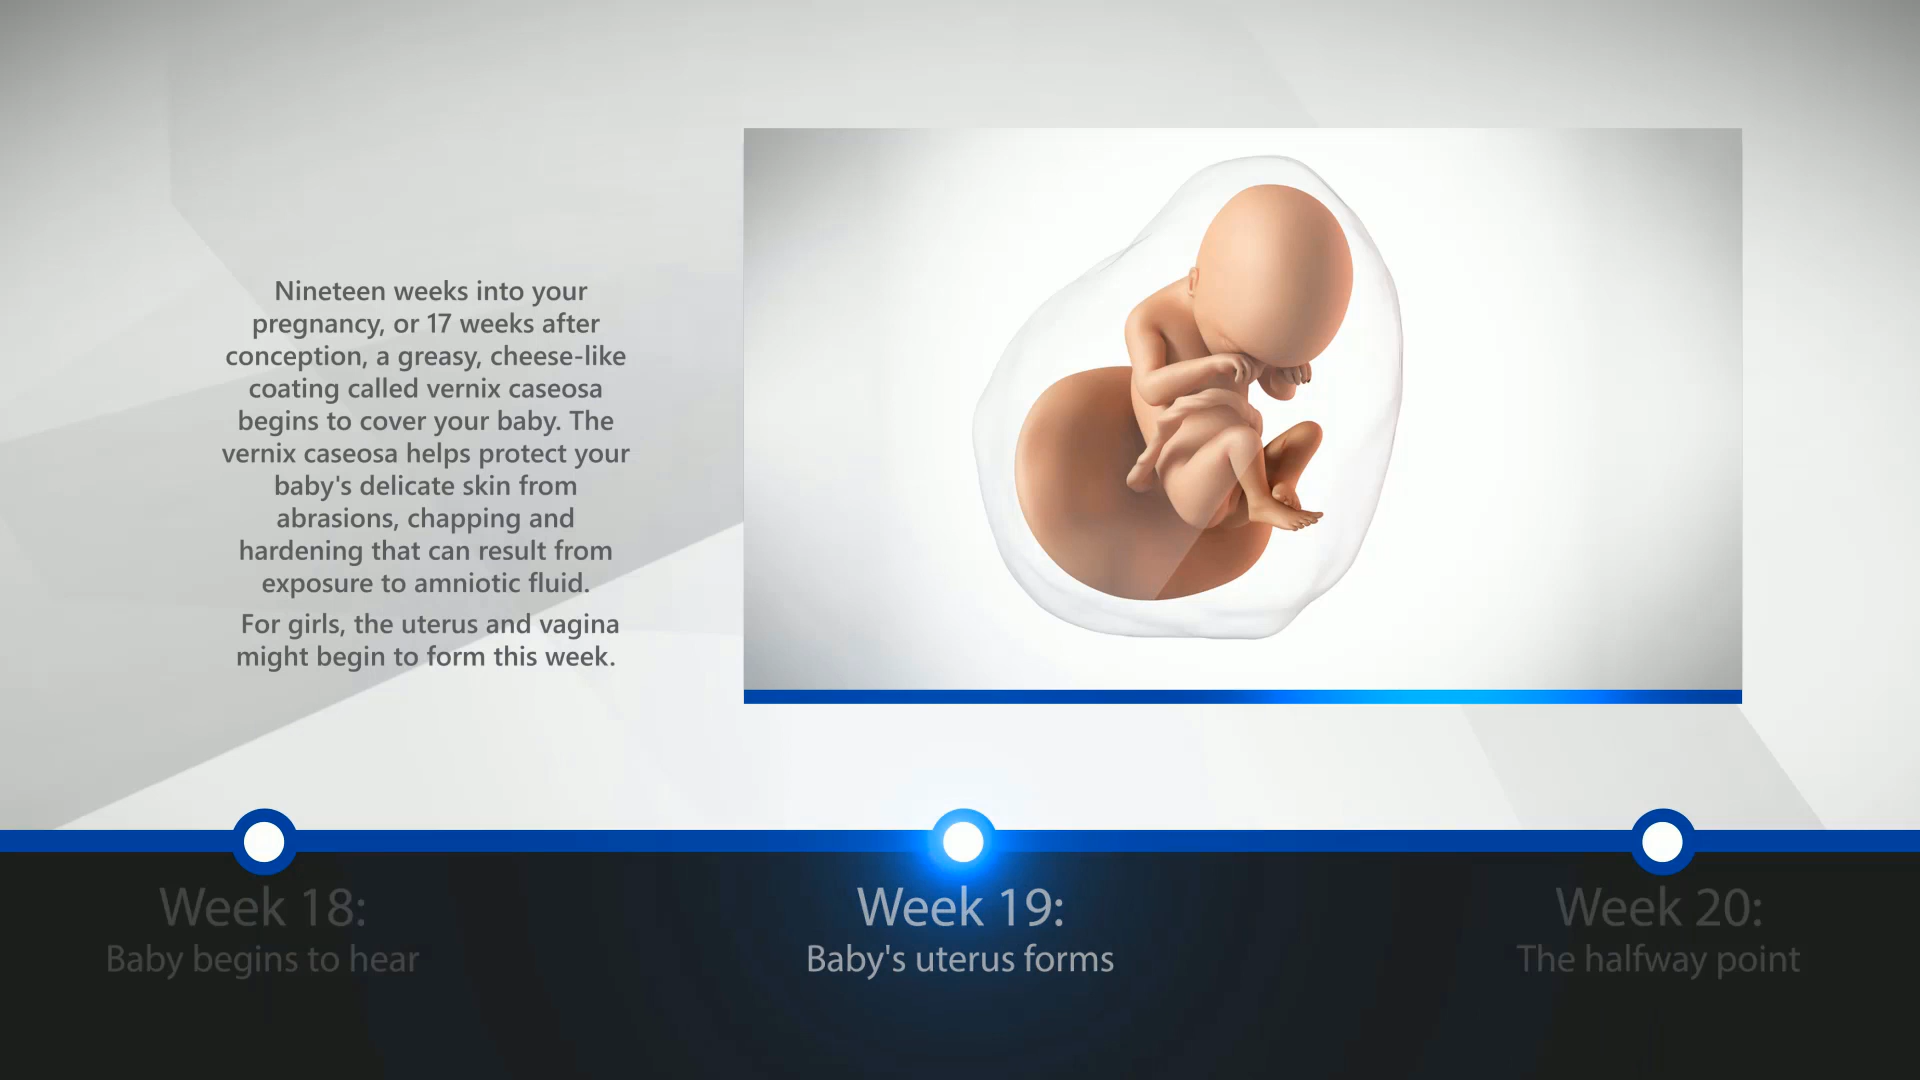 Nineteen weeks into your
pregnancy, or 17 weeks after
conception, a greasy, cheese-like
coating called vernix caseosa
begins to cover your baby. The
vernix caseosa helps protect your
baby's delicate skin from
abrasions, chapping and
hardening that can result from
exposure to amniotic fluid.
For girls, the uterus and vagina
might begin to form this week.
Week 18:
Baby begins to hear
Week 19:
Baby's uterus forms
Week 20:
The halfway point